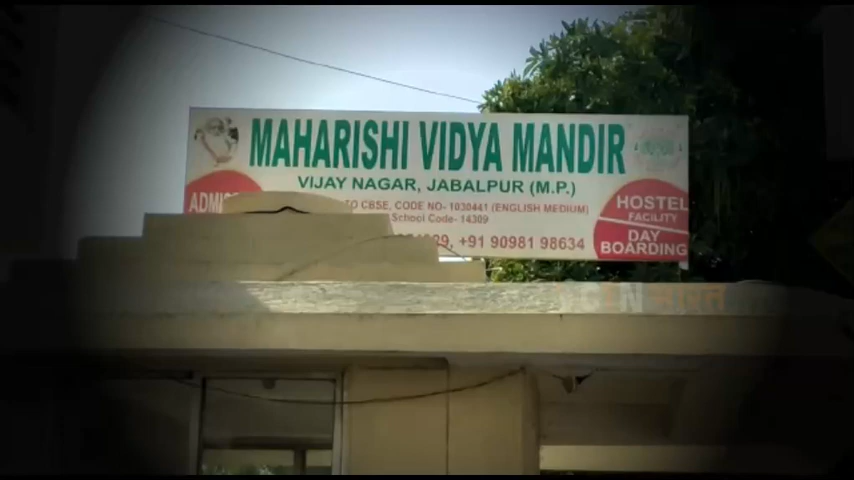 MAHARISHI VIDYA MANDIR
VIJAY NAGAR, JABALPUR (M.P.)
TO CBSE, CODE NO- 1030441 (ENGLISH MEDIUM)
School Code- 14309
+91 90981 98634
HOSTEL
FACILITY
DAY
BOARDING